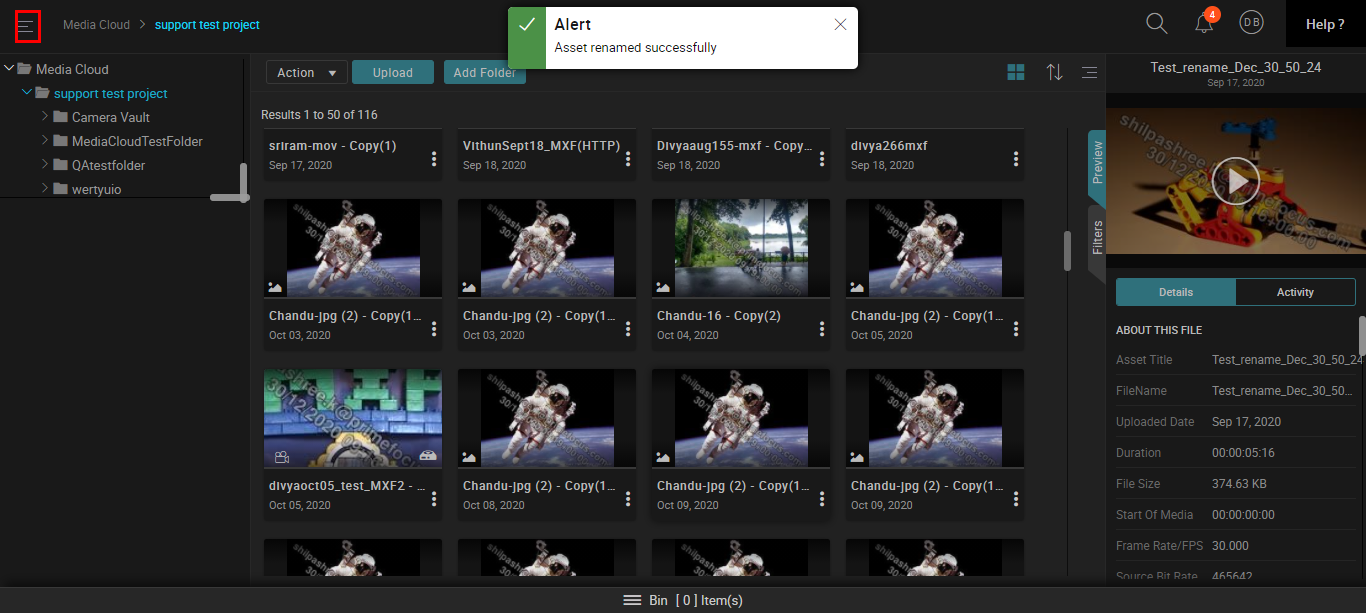 Media Cloud > support test project
Alert
Asset renamed successfully
4
DB
Help ?
Media Cloud
support test project
Camera Vault
MediaCloudTestFolder
QAtestfolder
wertyuio
Action
Upload
Add Folder
Results 1 to 50 of 116
sriram-mov - Copy(1)
Sep 17, 2020
VithunSept18_MXF(HTTP)
Sep 18, 2020
Divyaaug155-mxf - Copy...
Sep 18, 2020
divya266mxf
Sep 18, 2020
Chandu-jpg (2) - Copy(1...
Oct 03, 2020
Chandu-jpg (2) - Copy(1...
Oct 03, 2020
Chandu-16 - Copy(2)
Oct 04, 2020
Chandu-jpg (2) - Copy(1...
Oct 05, 2020
shilpashree.k@primefocus.com
divyaoct05_test_MXF2 - ...
Oct 05, 2020
Chandu-jpg (2) - Copy(1...
Oct 08, 2020
Chandu-jpg (2) - Copy(1...
Oct 09, 2020
Chandu-jpg (2) - Copy(1...
Oct 09, 2020
Preview
Filters
Test_rename_Dec_30_50_24
Sep 17, 2020
Details
Activity
ABOUT THIS FILE
Asset Title Test_rename_Dec_30_50_24
FileName Test_rename_Dec_30_50...
Uploaded Date Sep 17, 2020
Duration 00:00:05:16
File Size 374.63 KB
Start Of Media 00:00:00:00
Frame Rate/FPS 30.000
Source Bit Rate 465642
Bin [ 0 ] Item(s)